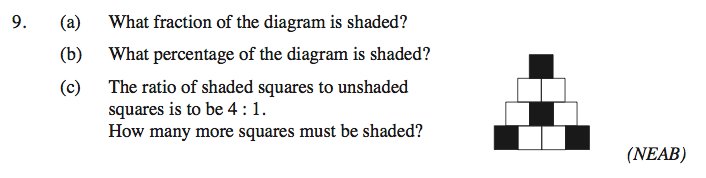 9. (a) What fraction of the diagram is shaded?
(b) What percentage of the diagram is shaded?
(c) The ratio of shaded squares to unshaded
squares is to be 4 : 1.
How many more squares must be shaded?
(NEAB)